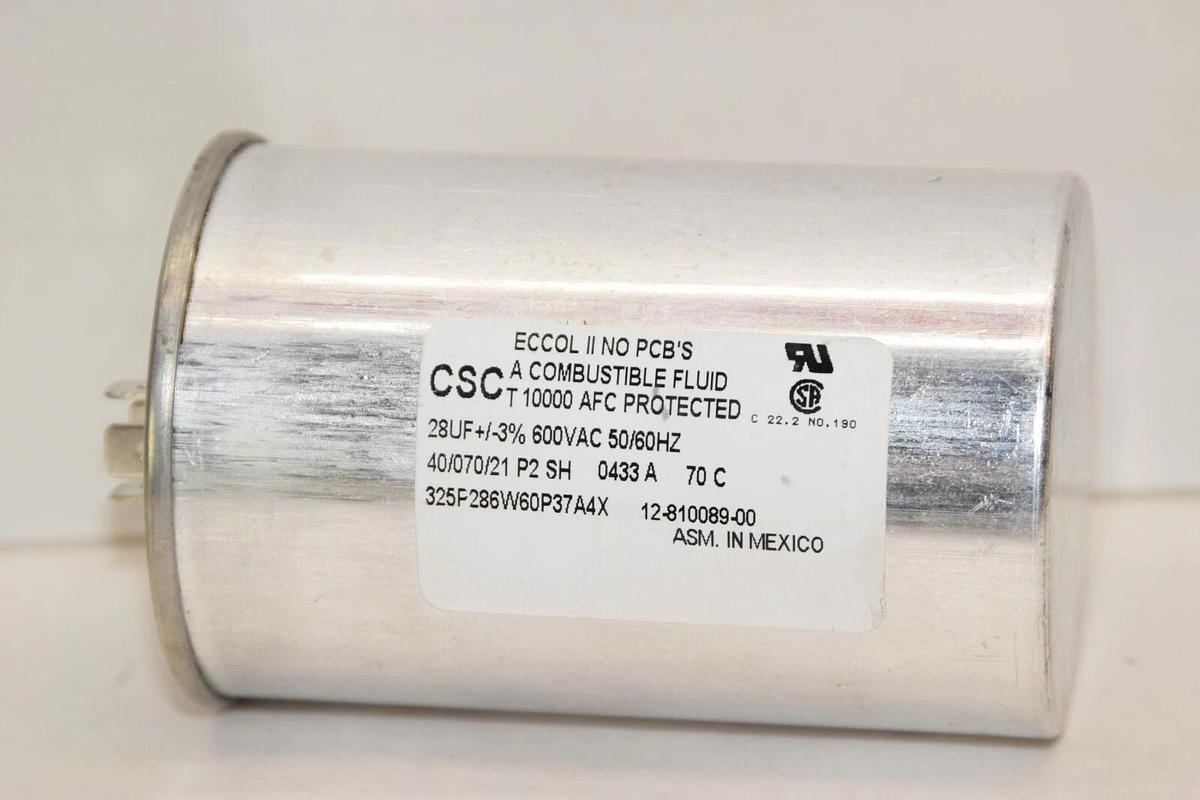 ECCOL II NO PCB'S
CSC A COMBUSTIBLE FLUID
T 10000 AFC PROTECTED
C 22.2 NO.190
28UF+/-3% 600VAC 50/60HZ
40/070/21 P2 SH 0433 A 70 C
325P286W60P37A4X 12-810089-00
ASM. IN MEXICO